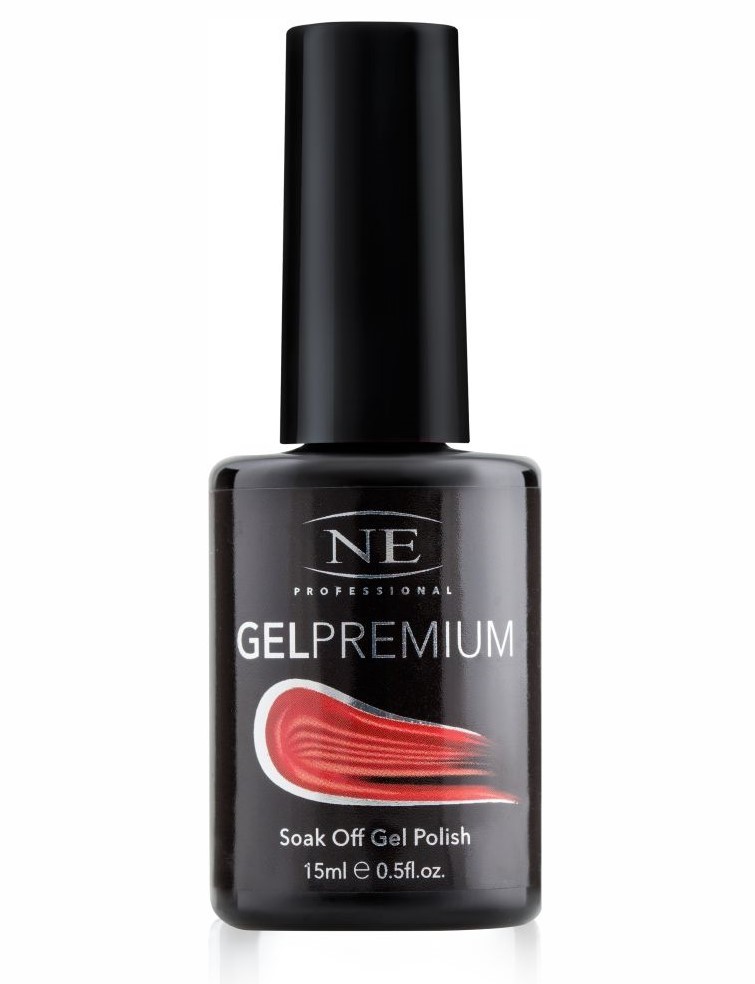 NE
PROFESSIONAL
GELPREMIUM
Soak Off Gel Polish
15ml ℮ 0.5fl.oz.